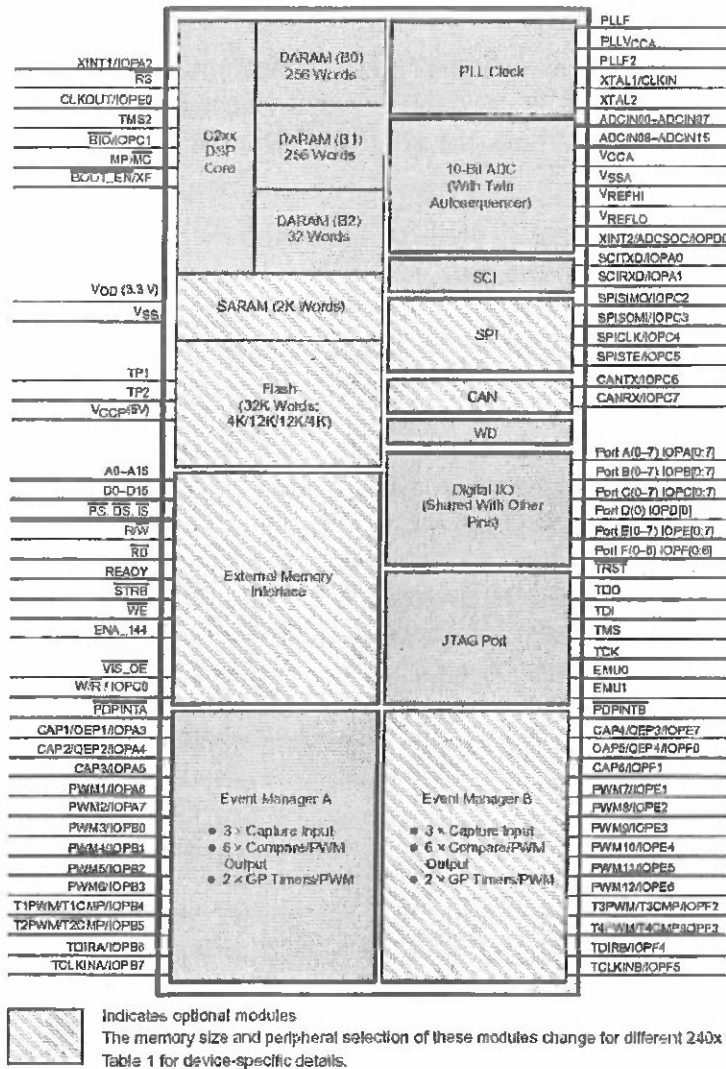 XINT1/IOPA2
RS
CLKOUT/IOPE0
TMS2
BIO/IOPC1
MP/MC
BOOT_EN/XF
VDD (3.3 V)
VSS
TP1
TP2
VCCP(5V)
A0–A15
D0–D15
PS, DS, IS
R/W
RD
READY
STRB
WE
ENA_144
VIS_OE
W/R / IOPC0
PDPINTA
CAP1/QEP1/IOPA3
CAP2/QEP2/IOPA4
CAP3/IOPA5
PWM1/IOPA6
PWM2/IOPA7
PWM3/IOPB0
PWM4/IOPB1
PWM5/IOPB2
PWM6/IOPB3
T1PWM/T1CMP/IOPB4
T2PWM/T2CMP/IOPB5
TDIRA/IOPB6
TCLKINA/IOPB7
C2xx
DSP
Core
DARAM (B0)
256 Words
DARAM (B1)
256 Words
DARAM (B2)
32 Words
SARAM (2K Words)
Flash
(32K Words:
4K/12K/12K/4K)
External Memory
Interface
Event Manager A
● 3 × Capture Input
● 6 × Compare/PWM
Output
● 2 × GP Timers/PWM
PLL Clock
10-Bit ADC
(With Twin
Autosequencer)
SCI
SPI
CAN
WD
Digital I/O
(Shared With Other
Pins)
JTAG Port
Event Manager B
● 3 × Capture Input
● 6 × Compare/PWM
Output
● 2 × GP Timers/PWM
PLLF
PLLVCCA
PLLF2
XTAL1/CLKIN
XTAL2
ADCIN00–ADCIN07
ADCIN08–ADCIN15
VCCA
VSSA
VREFHI
VREFLO
XINT2/ADCSOC/IOPD0
SCITXD/IOPA0
SCIRXD/IOPA1
SPISIMO/IOPC2
SPISOMI/IOPC3
SPICLK/IOPC4
SPISTE/IOPC5
CANTX/IOPC6
CANRX/IOPC7
Port A(0–7) IOPA[0:7]
Port B(0–7) IOPB[0:7]
Port C(0–7) IOPC[0:7]
Port D(0) IOPD[0]
Port E(0–7) IOPE[0:7]
Port F(0–6) IOPF[0:6]
TRST
TDO
TDI
TMS
TCK
EMU0
EMU1
PDPINTB
CAP4/QEP3/IOPE7
CAP5/QEP4/IOPF0
CAP6/IOPF1
PWM7/IOPE1
PWM8/IOPE2
PWM9/IOPE3
PWM10/IOPE4
PWM11/IOPE5
PWM12/IOPE6
T3PWM/T3CMP/IOPF2
T4PWM/T4CMP/IOPF3
TDIRB/IOPF4
TCLKINB/IOPF5
Indicates optional modules
The memory size and peripheral selection of these modules change for different 240x
Table 1 for device-specific details.